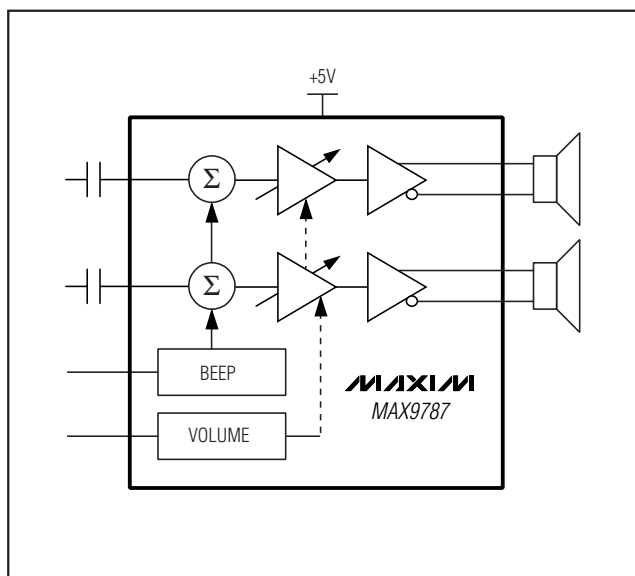 +5V
Σ
Σ
BEEP
MAXIM
MAX9787
VOLUME